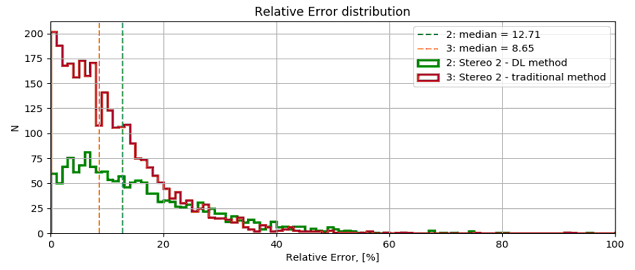 Relative Error distribution
2: median = 12.71
3: median = 8.65
2: Stereo 2 - DL method
3: Stereo 2 - traditional method
N
200
175
150
125
100
75
50
25
0
0 20 40 60 80 100
Relative Error, [%]